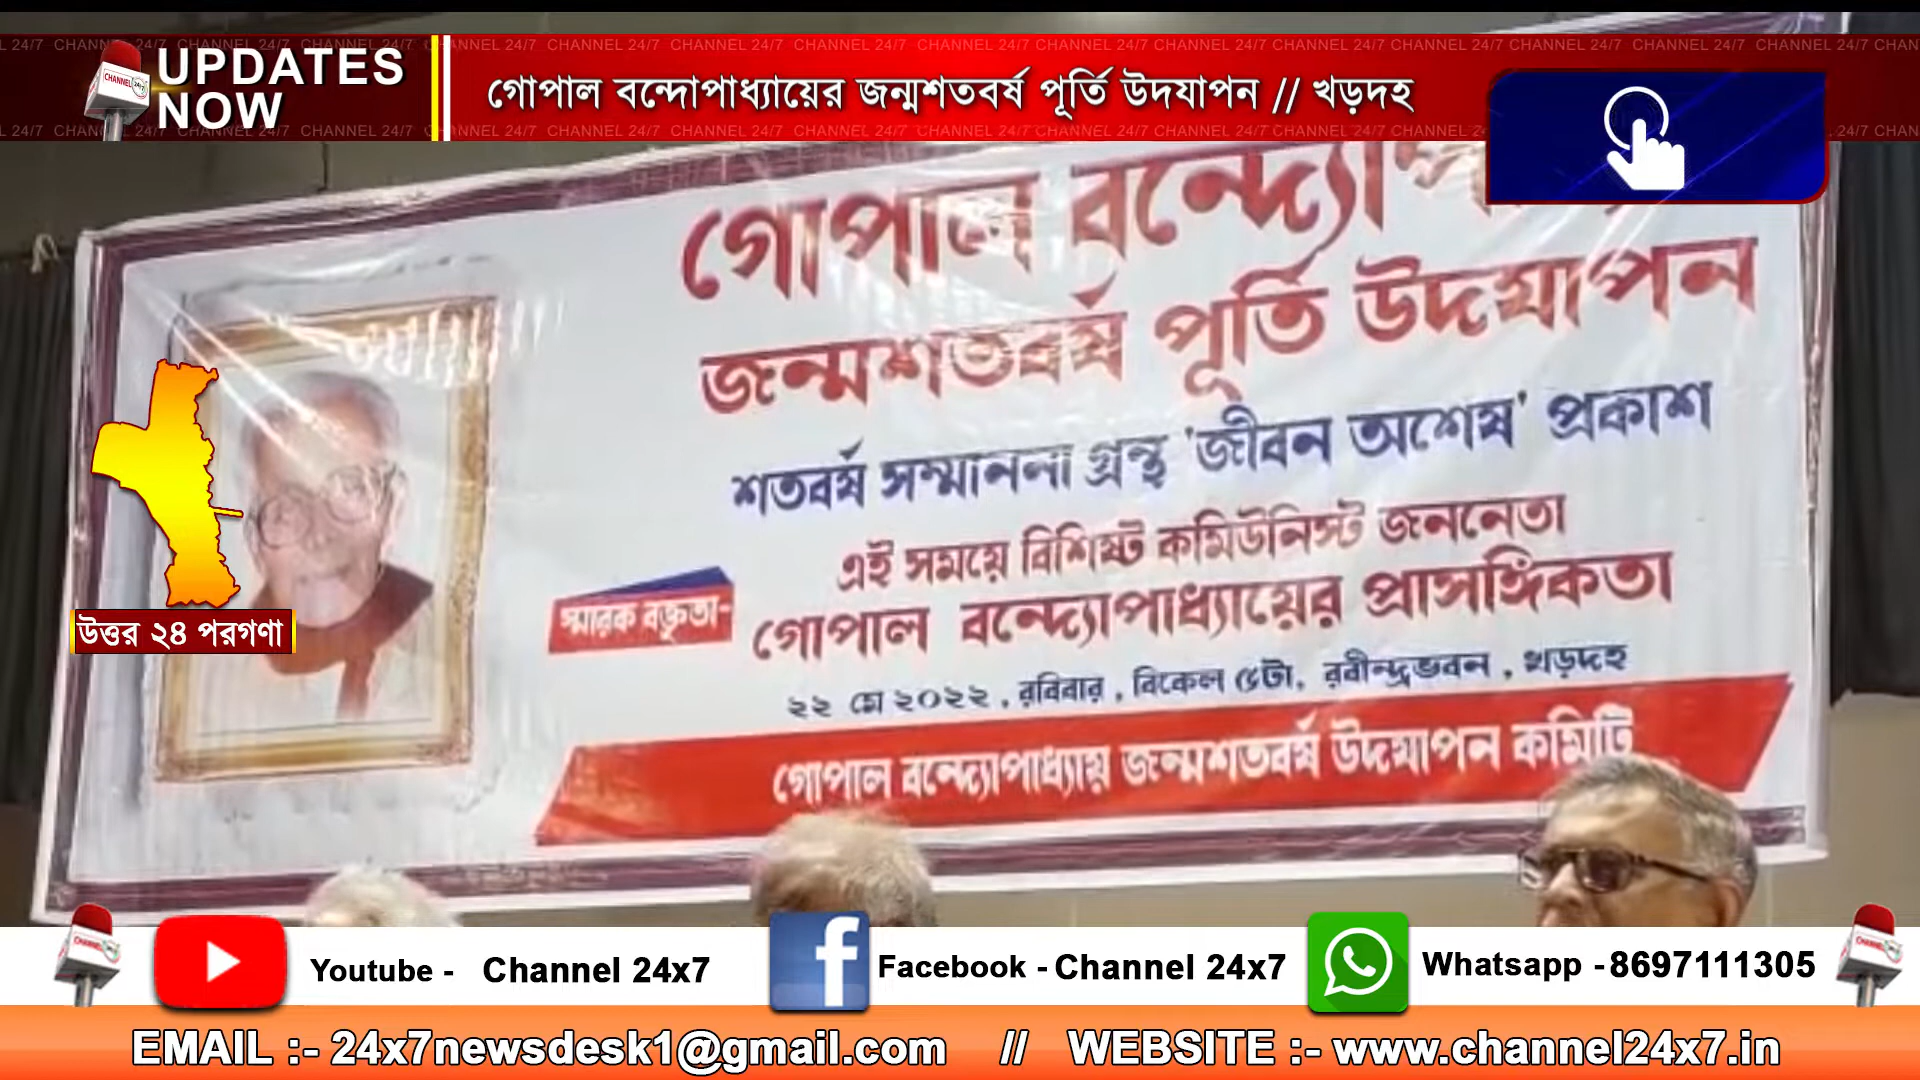 UPDATES
NOW
গোপাল বন্দোপাধ্যায়ের জন্মশতবর্ষ পূর্তি উদযাপন // খড়দহ
গোপাল
জন্মশতবর্ষ পূর্তি উদযাপন
শতবর্ষ সম্মাননা গ্রন্থ 'জীবন অশেষ' প্রকাশ
এই সময়ে বিশিষ্ট কমিউনিস্ট জননেতা
স্মারক বক্তৃতা- গোপাল বন্দ্যোপাধ্যায়ের প্রাসঙ্গিকতা
২২ মে ২০২২, রবিবার, বিকেল ৫টা, রবীন্দ্রভবন, খড়দহ
গোপাল বন্দ্যোপাধ্যায় জন্মশতবর্ষ উদযাপন কমিটি
উত্তর ২৪ পরগণা
Youtube - Channel 24x7 Facebook - Channel 24x7 Whatsapp - 8697111305
EMAIL :- 24x7newsdesk1@gmail.com // WEBSITE :- www.channel24x7.in